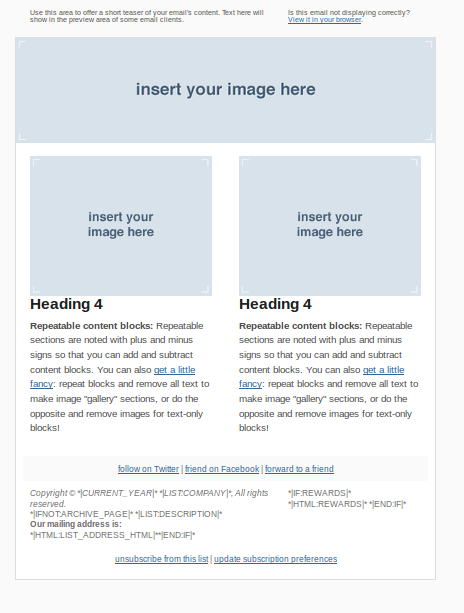 Use this area to offer a short teaser of your email's content. Text here will
show in the preview area of some email clients.
Is this email not displaying correctly?
View it in your browser.
insert your image here
insert your
image here
Heading 4
Repeatable content blocks: Repeatable
sections are noted with plus and minus
signs so that you can add and subtract
content blocks. You can also get a little
fancy: repeat blocks and remove all text to
make image "gallery" sections, or do the
opposite and remove images for text-only
blocks!
insert your
image here
Heading 4
Repeatable content blocks: Repeatable
sections are noted with plus and minus
signs so that you can add and subtract
content blocks. You can also get a little
fancy: repeat blocks and remove all text to
make image "gallery" sections, or do the
opposite and remove images for text-only
blocks!
follow on Twitter | friend on Facebook | forward to a friend
Copyright © *|CURRENT_YEAR|* *|LIST:COMPANY|*, All rights
reserved.
*|IFNOT:ARCHIVE_PAGE|* *|LIST:DESCRIPTION|*
Our mailing address is:
*|HTML:LIST_ADDRESS_HTML|**|END:IF|*
*|IF:REWARDS|*
*|HTML:REWARDS|* *|END:IF|*
unsubscribe from this list | update subscription preferences